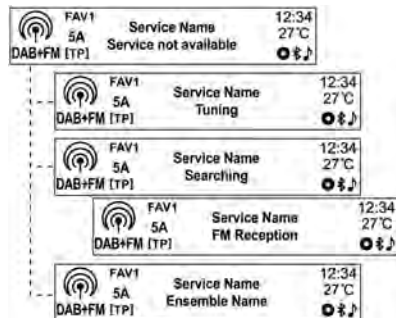 FAV1 Service Name 12:34
5A Service not available 27℃
DAB+FM [TP]
FAV1 Service Name 12:34
5A Tuning 27℃
DAB+FM [TP]
FAV1 Service Name 12:34
5A Searching 27℃
DAB+FM [TP]
FAV1 Service Name 12:34
5A FM Reception 27℃
DAB+FM [TP]
FAV1 Service Name 12:34
5A Ensemble Name 27℃
DAB+FM [TP]